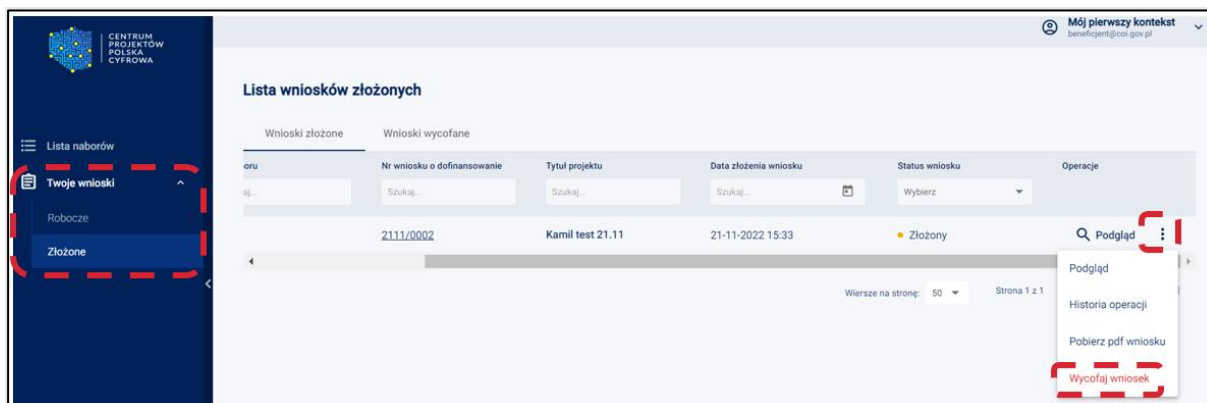 CENTRUM
PROJEKTÓW
POLSKA
CYFROWA
Mój pierwszy kontekst
beneficjent@coi.gov.pl
Lista naborów
Twoje wnioski
Robocze
Złożone
Lista wniosków złożonych
Wnioski złożone Wnioski wycofane
oru Nr wniosku o dofinansowanie Tytuł projektu Data złożenia wniosku Status wniosku Operacje
aj... Szukaj... Szukaj... Szukaj... Wybierz
2111/0002 Kamil test 21.11 21-11-2022 15:33 Złożony Podgląd
Wiersze na stronę: 50 Strona 1 z 1
Podgląd
Historia operacji
Pobierz pdf wniosku
Wycofaj wniosek